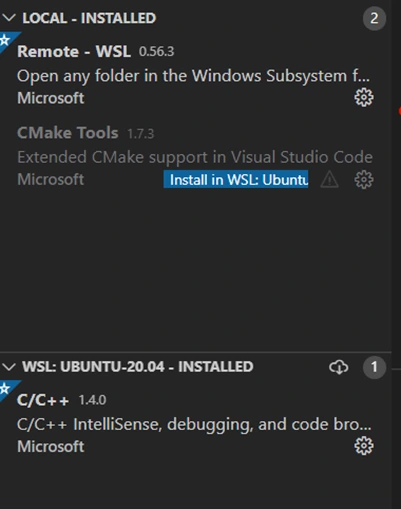 LOCAL - INSTALLED 2
Remote - WSL 0.56.3
Open any folder in the Windows Subsystem f...
Microsoft
CMake Tools 1.7.3
Extended CMake support in Visual Studio Code
Microsoft Install in WSL: Ubuntu
WSL: UBUNTU-20.04 - INSTALLED 1
C/C++ 1.4.0
C/C++ IntelliSense, debugging, and code bro...
Microsoft